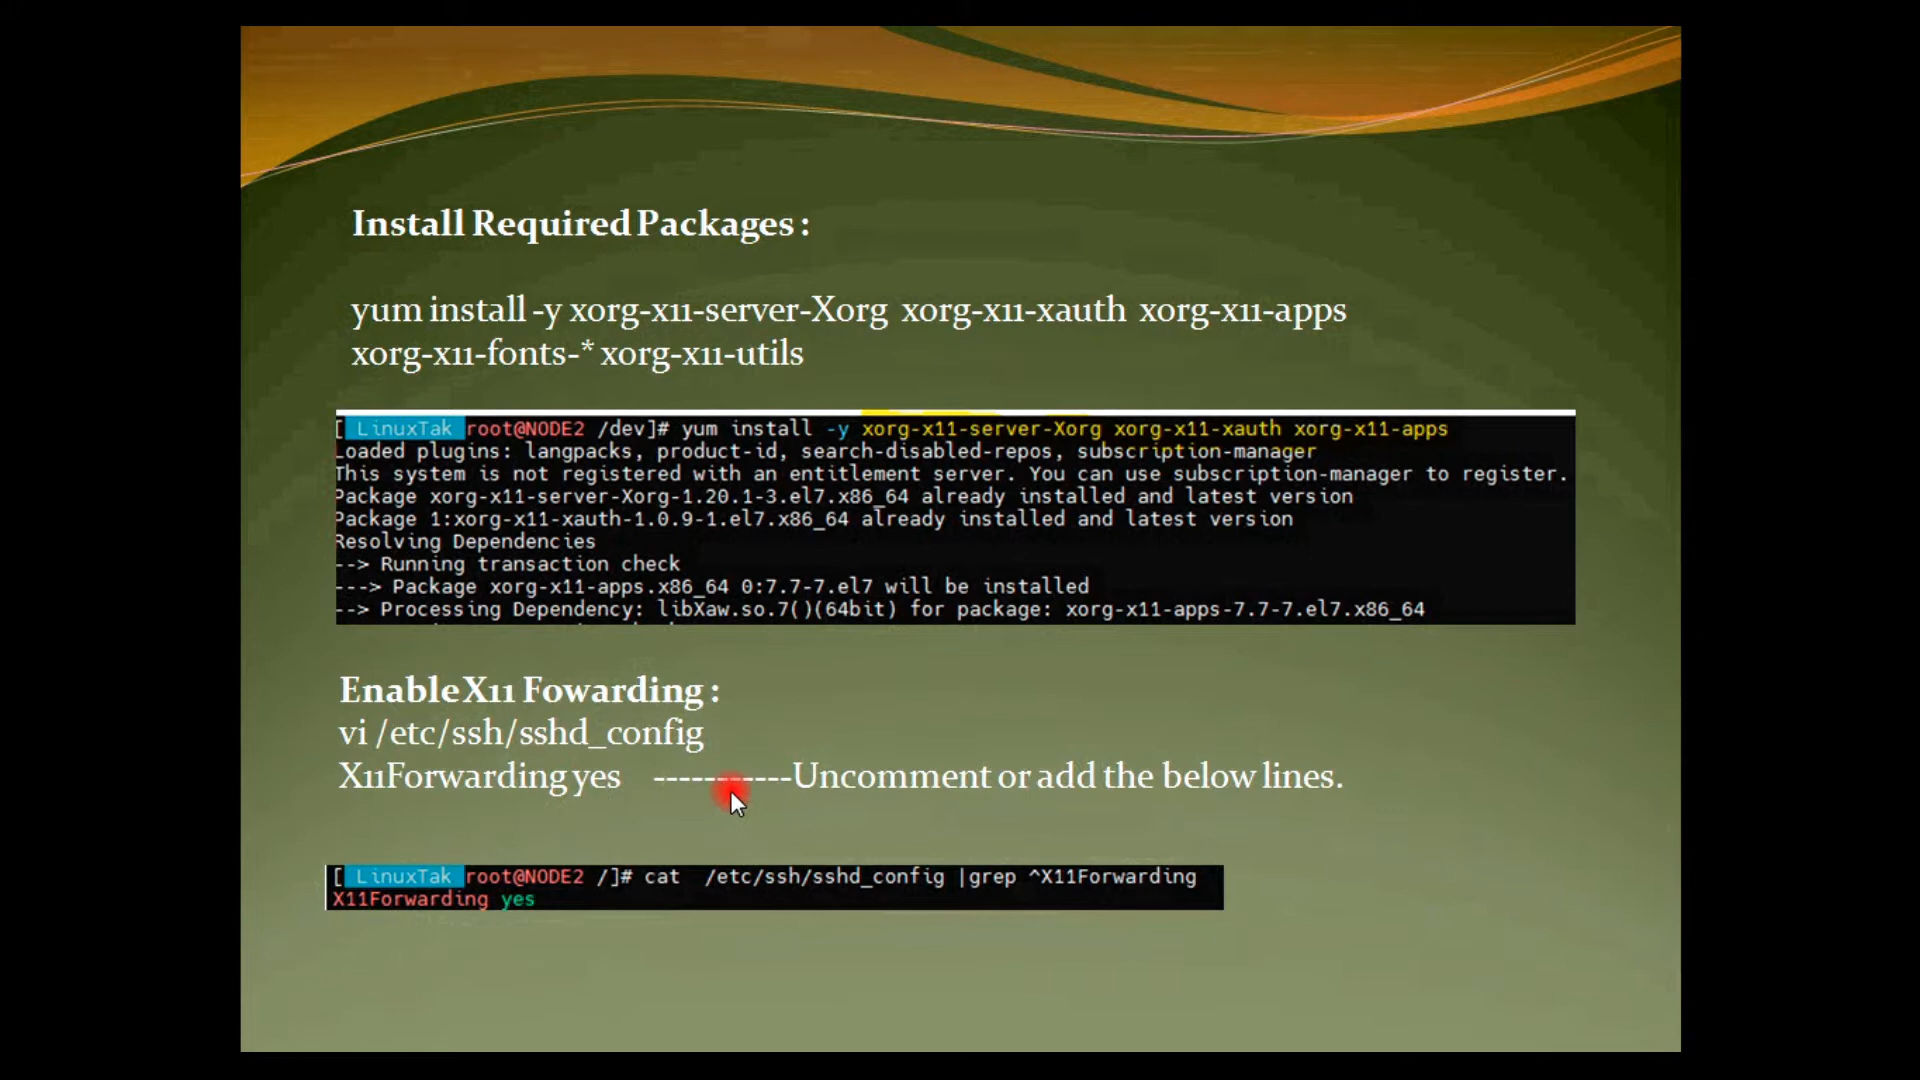 Install Required Packages :
yum install -y xorg-x11-server-Xorg xorg-x11-xauth xorg-x11-apps
xorg-x11-fonts-* xorg-x11-utils
[ LinuxTak root@NODE2 /dev]# yum install -y xorg-x11-server-Xorg xorg-x11-xauth xorg-x11-apps
Loaded plugins: langpacks, product-id, search-disabled-repos, subscription-manager
This system is not registered with an entitlement server. You can use subscription-manager to register.
Package xorg-x11-server-Xorg-1.20.1-3.el7.x86_64 already installed and latest version
Package 1:xorg-x11-xauth-1.0.9-1.el7.x86_64 already installed and latest version
Resolving Dependencies
--> Running transaction check
---> Package xorg-x11-apps.x86_64 0:7.7-7.el7 will be installed
--> Processing Dependency: libXaw.so.7()(64bit) for package: xorg-x11-apps-7.7-7.el7.x86_64
Enable X11 Fowarding :
vi /etc/ssh/sshd_config
X11Forwarding yes -----------Uncomment or add the below lines.
[ LinuxTak root@NODE2 /]# cat  /etc/ssh/sshd_config |grep ^X11Forwarding
X11Forwarding yes